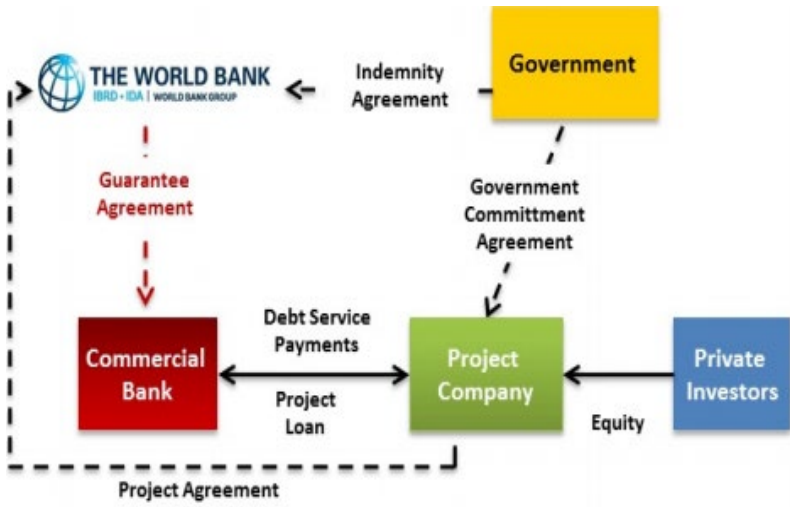 THE WORLD BANK
IBRD • IDA | WORLD BANK GROUP
Indemnity
Agreement
Government
Guarantee
Agreement
Government
Committment
Agreement
Commercial
Bank
Debt Service
Payments
Project
Loan
Project
Company
Equity
Private
Investors
Project Agreement